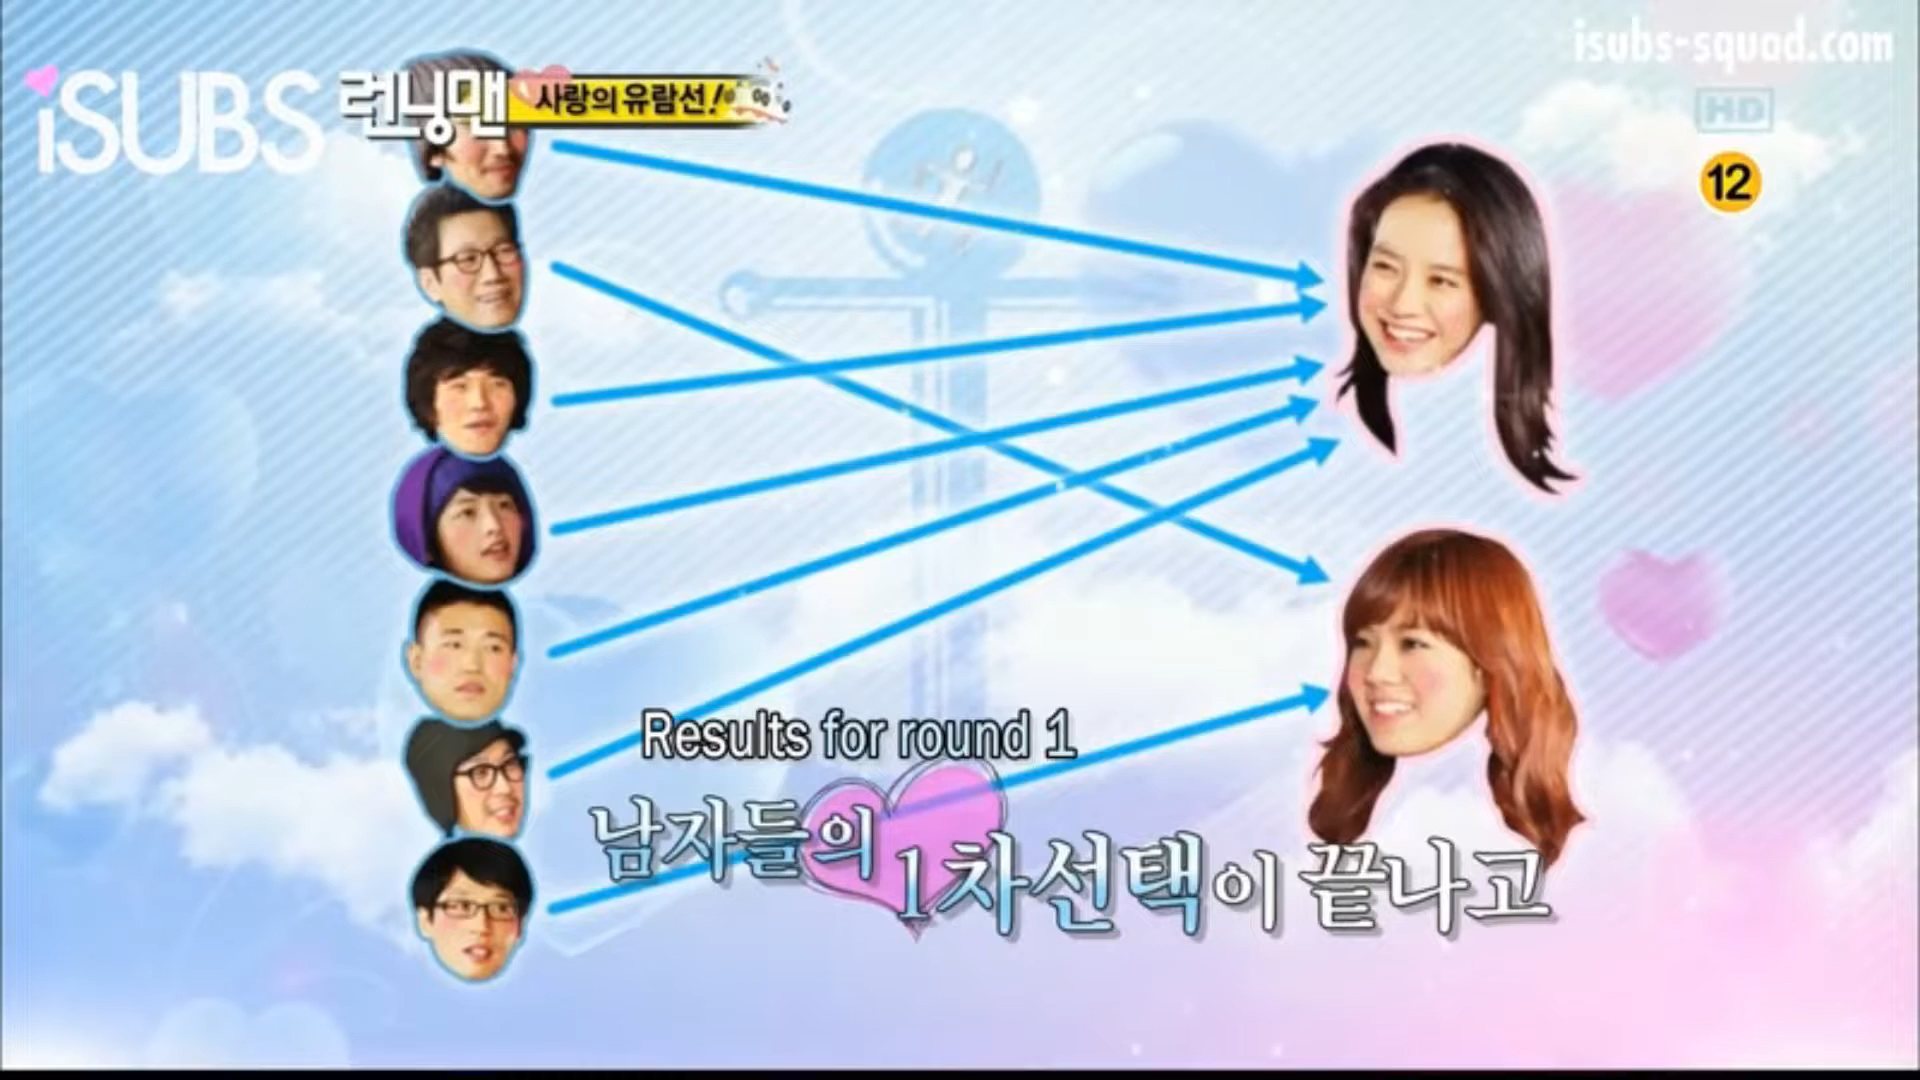 isubs-squad.com
iSUBS
런닝맨 사랑의 유람선!
HD
12
Results for round 1
남자들의
1차선택이 끝나고